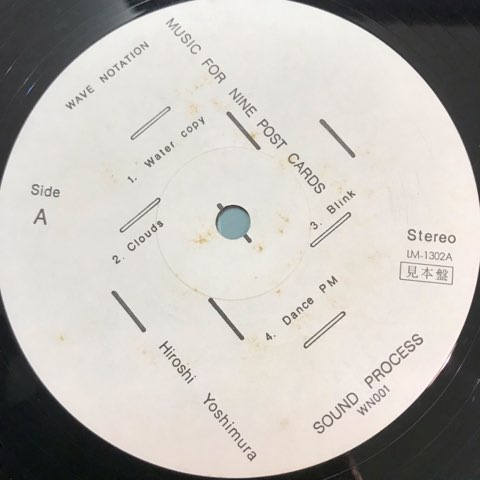 WAVE NOTATION
MUSIC FOR NINE POST CARDS
Side
A
1. Water copy
2. Clouds
3. Blink
4. Dance PM
Stereo
LM-1302A
見本盤
Hiroshi Yoshimura
SOUND PROCESS
WN001